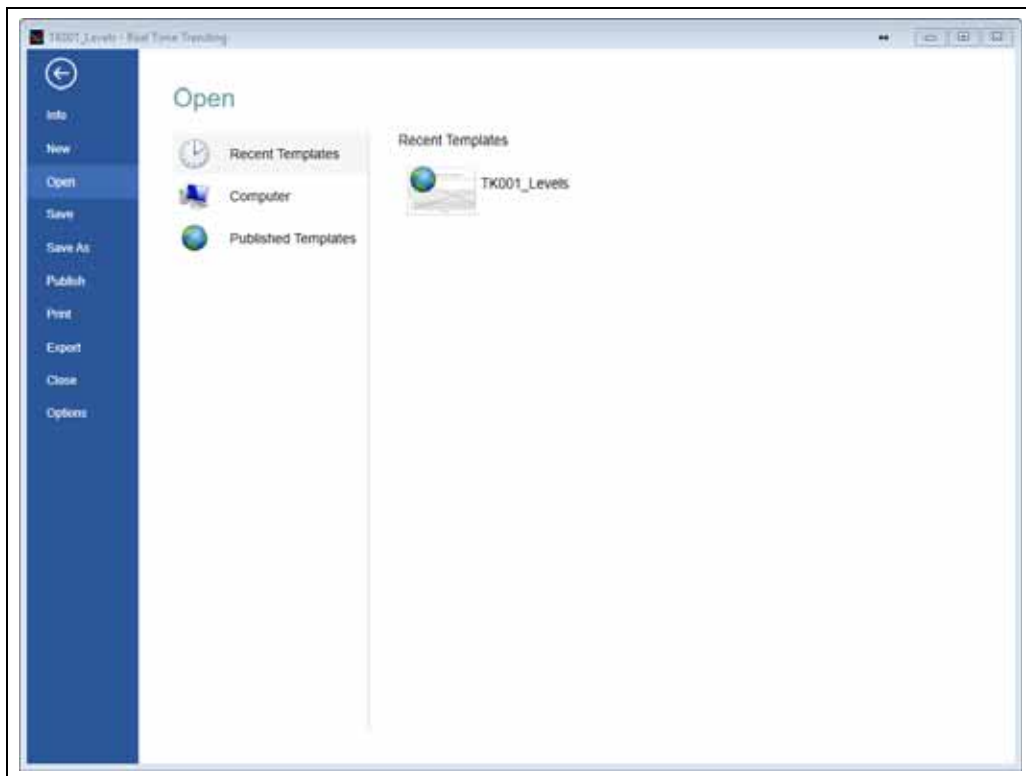 TK001_Levels - Real Time Trending
Info
New
Open
Save
Save As
Publish
Print
Export
Close
Options
Open
Recent Templates
Computer
Published Templates
Recent Templates
TK001_Levels